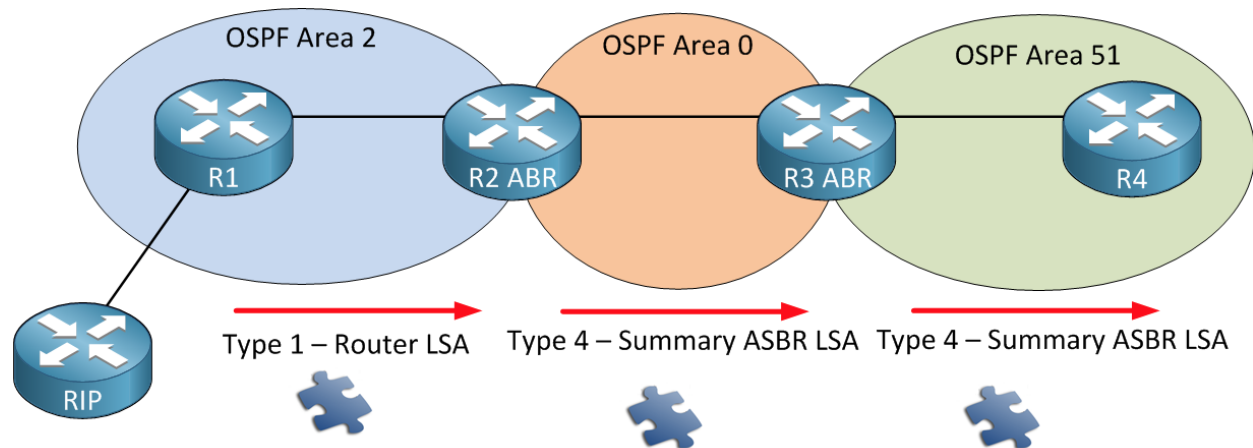 OSPF Area 2
OSPF Area 0
OSPF Area 51
R1
R2 ABR
R3 ABR
R4
Type 1 – Router LSA
Type 4 – Summary ASBR LSA
Type 4 – Summary ASBR LSA
RIP